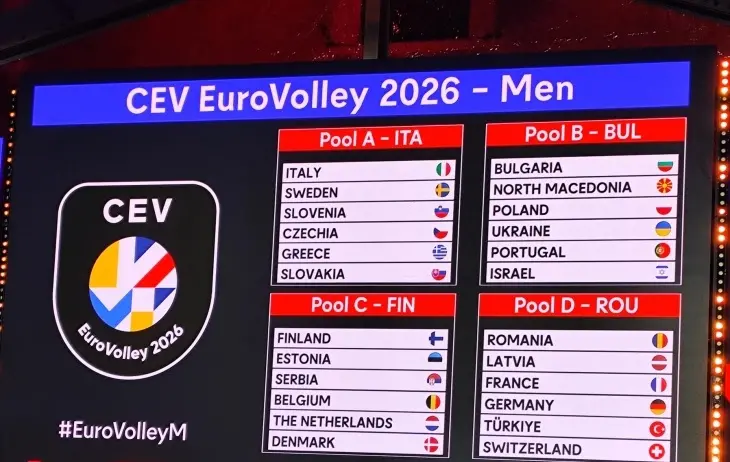 CEV EuroVolley 2026 - Men
CEV
EuroVolley 2026
#EuroVolleyM
Pool A - ITA
ITALY
SWEDEN
SLOVENIA
CZECHIA
GREECE
SLOVAKIA
Pool B - BUL
BULGARIA
NORTH MACEDONIA
POLAND
UKRAINE
PORTUGAL
ISRAEL
Pool C - FIN
FINLAND
ESTONIA
SERBIA
BELGIUM
THE NETHERLANDS
DENMARK
Pool D - ROU
ROMANIA
LATVIA
FRANCE
GERMANY
TÜRKIYE
SWITZERLAND